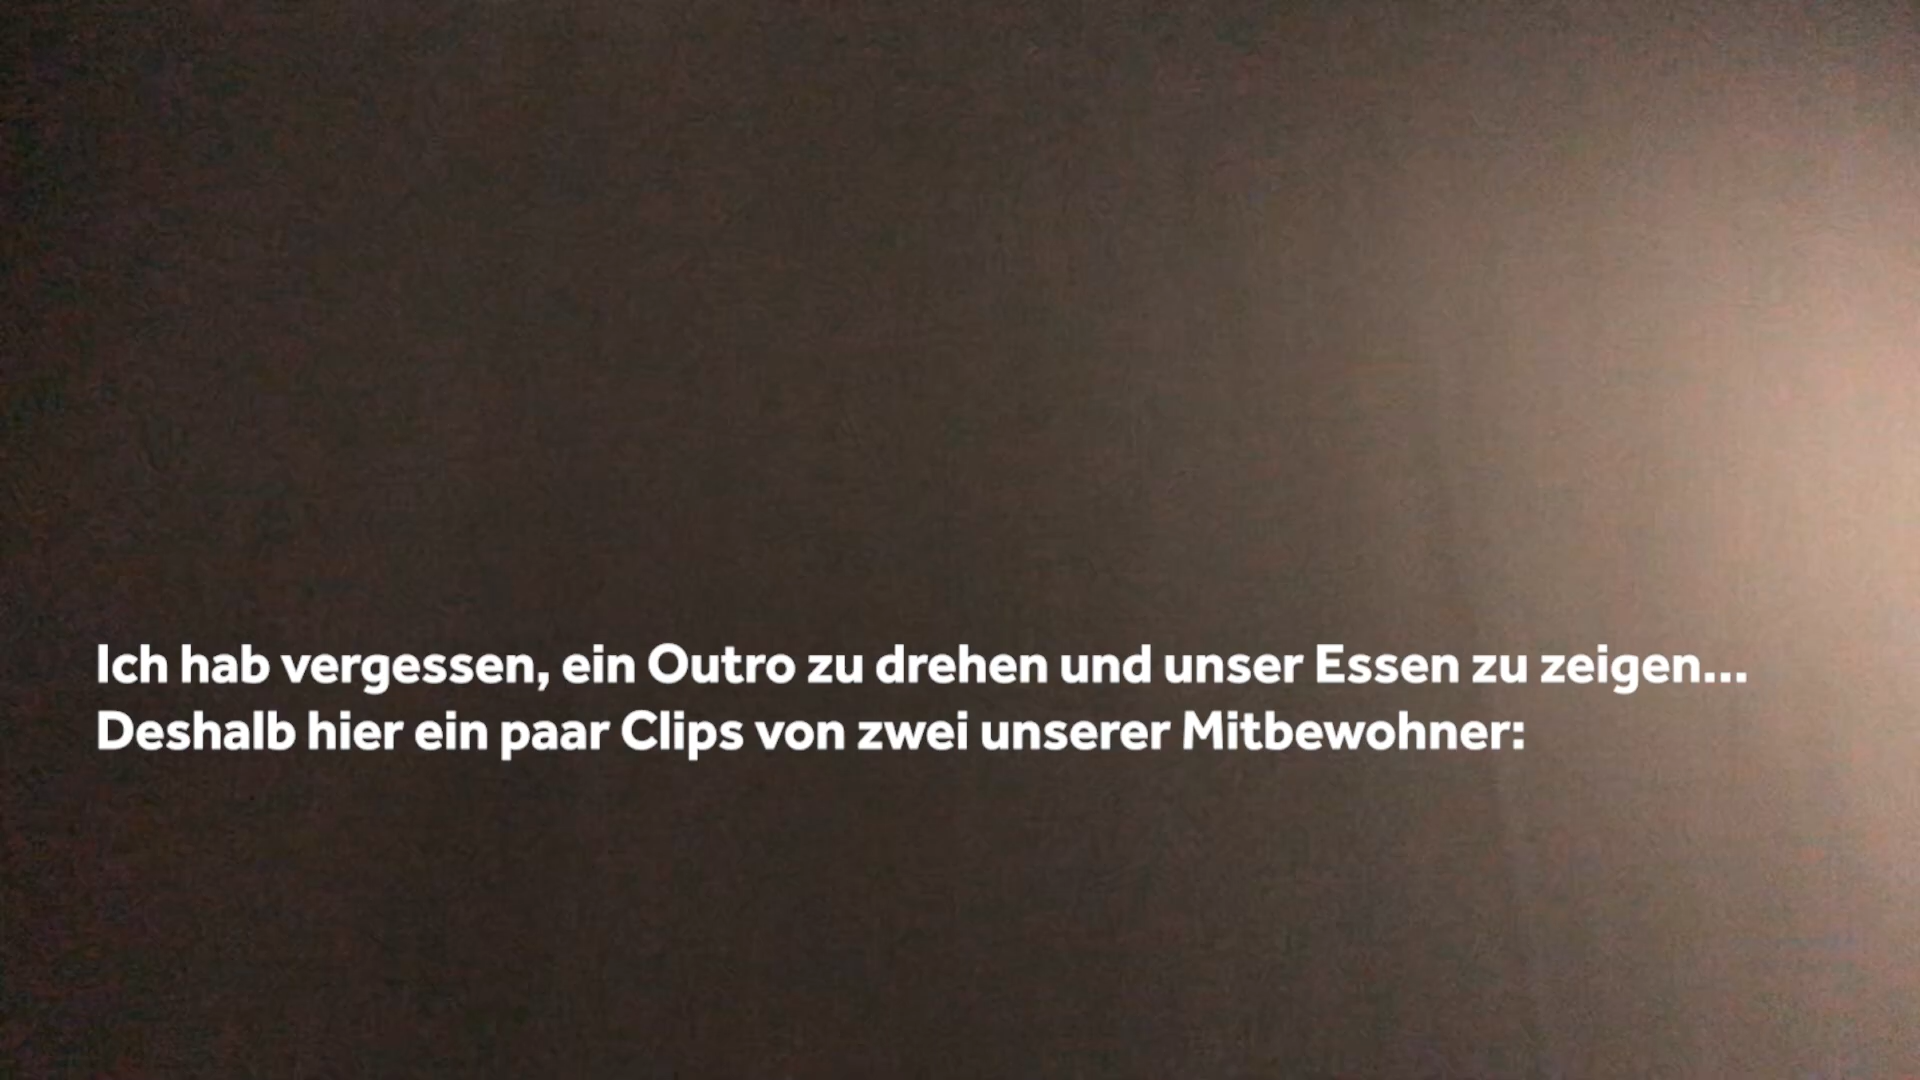 Ich hab vergessen, ein Outro zu drehen und unser Essen zu zeigen...
Deshalb hier ein paar Clips von zwei unserer Mitbewohner: